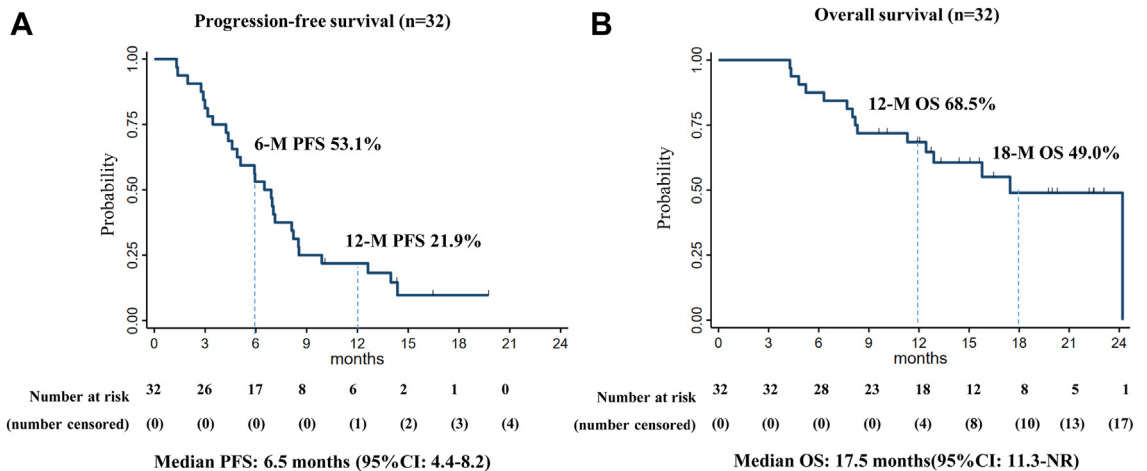 A
Progression-free survival (n=32)
Probability
1.00
0.75
0.50
0.25
0.00
6-M PFS 53.1%
12-M PFS 21.9%
0 3 6 9 12 15 18 21 24
months
Number at risk 32 26 17 8 6 2 1 0
(number censored) (0) (0) (0) (0) (1) (2) (3) (4)
Median PFS: 6.5 months (95%CI: 4.4-8.2)
B
Overall survival (n=32)
Probability
1.00
0.75
0.50
0.25
0.00
12-M OS 68.5%
18-M OS 49.0%
0 3 6 9 12 15 18 21 24
months
Number at risk 32 32 28 23 18 12 8 5 1
(number censored) (0) (0) (0) (0) (4) (8) (10) (13) (17)
Median OS: 17.5 months(95%CI: 11.3-NR)